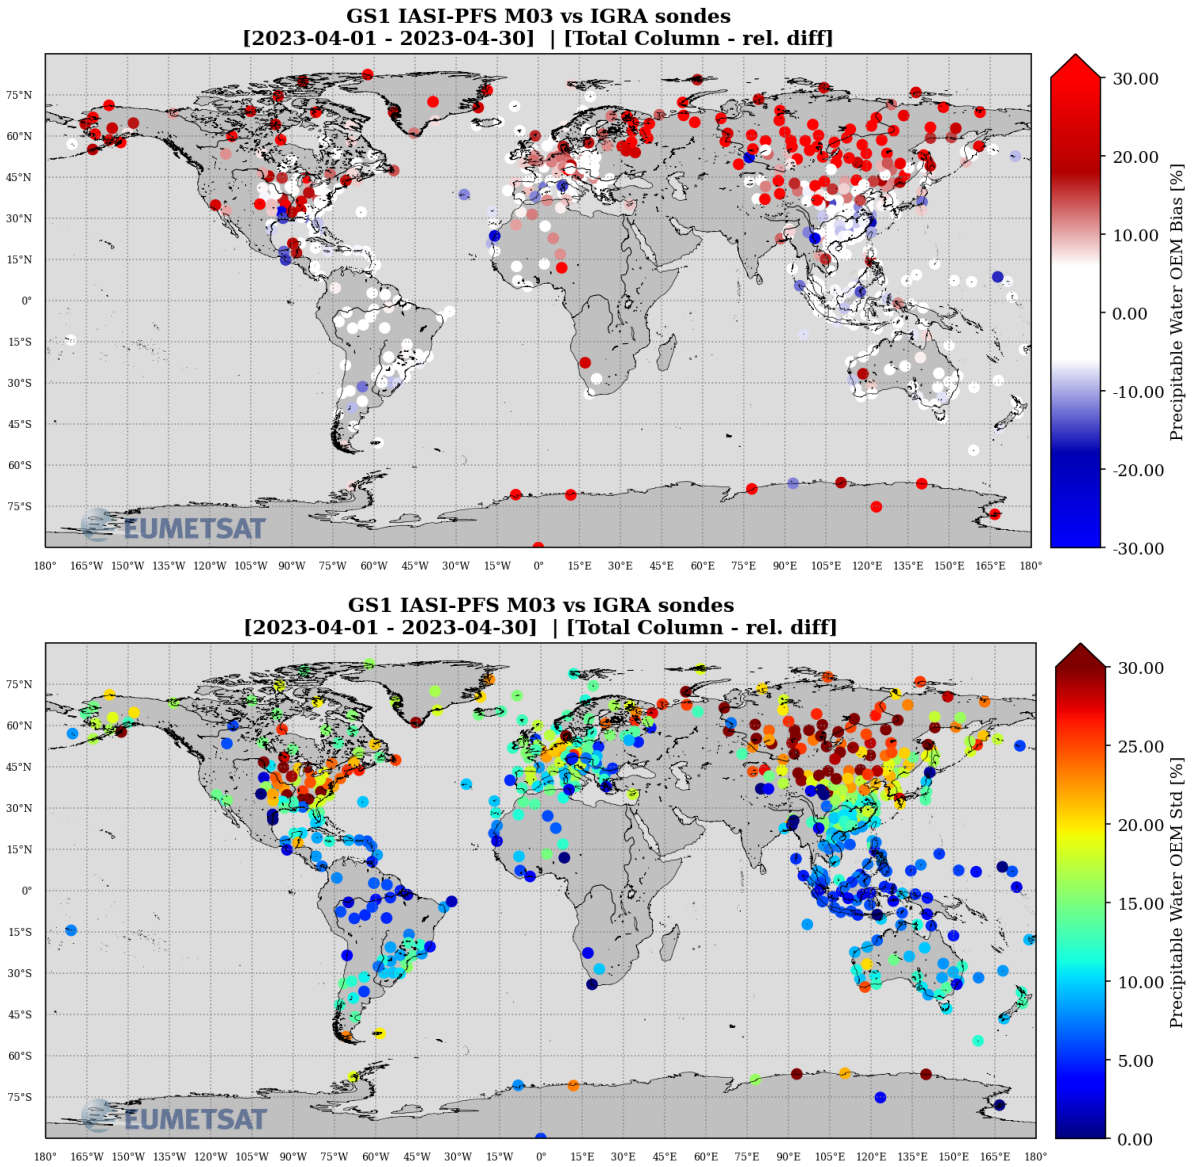 GS1 IASI-PFS M03 vs IGRA sondes
[2023-04-01 - 2023-04-30]  | [Total Column - rel. diff]
75°N
60°N
45°N
30°N
15°N
0°
15°S
30°S
45°S
60°S
75°S
EUMETSAT
180° 165°W 150°W 135°W 120°W 105°W 90°W 75°W 60°W 45°W 30°W 15°W 0° 15°E 30°E 45°E 60°E 75°E 90°E 105°E 120°E 135°E 150°E 165°E 180°
30.00
20.00
10.00
0.00
-10.00
-20.00
-30.00
Precipitable Water OEM Bias [%]
GS1 IASI-PFS M03 vs IGRA sondes
[2023-04-01 - 2023-04-30]  | [Total Column - rel. diff]
75°N
60°N
45°N
30°N
15°N
0°
15°S
30°S
45°S
60°S
75°S
EUMETSAT
180° 165°W 150°W 135°W 120°W 105°W 90°W 75°W 60°W 45°W 30°W 15°W 0° 15°E 30°E 45°E 60°E 75°E 90°E 105°E 120°E 135°E 150°E 165°E 180°
30.00
25.00
20.00
15.00
10.00
5.00
0.00
Precipitable Water OEM Std [%]